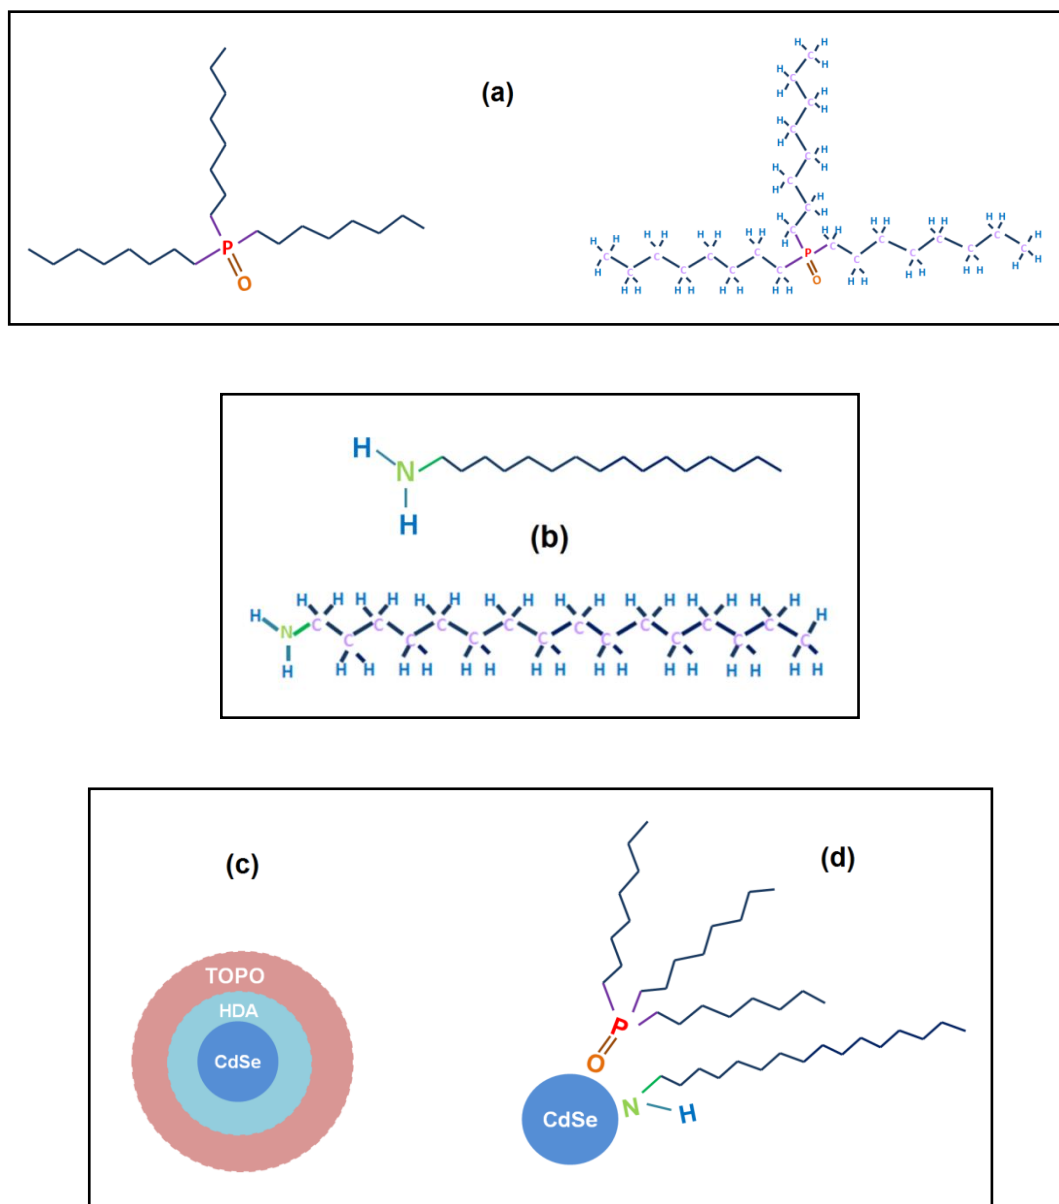 (a)
P
O
H H H
C H
H
C
H H
H C
H
C H
H H
H C
H
C H
H H
H C
H
C H
H H
H C
H
H H H H H H H H H H H H H H H
C C C C C C C C P C C C C C C C C
H H H H H H H H H O H H H H H H H H
H
N
H
(b)
H H H H H H H H H H H H H H H H H H
N C C C C C C C C C C C C C C C C
H H H H H H H H H H H H H H H H H
(c)
(d)
TOPO
HDA
CdSe
P
O
CdSe
N H